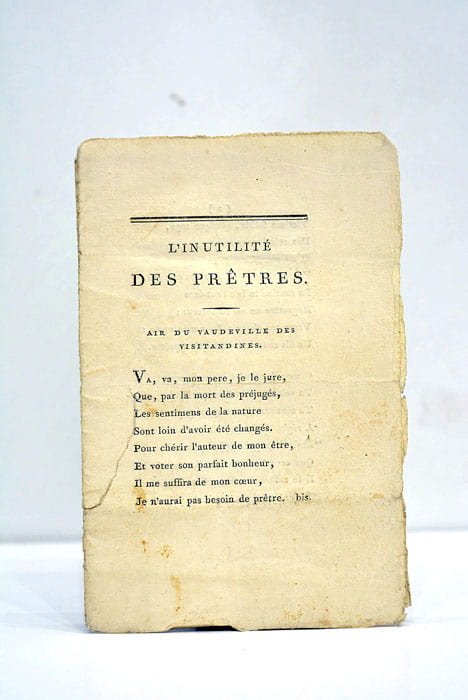 L'INUTILITÉ
DES PRÊTRES.
AIR DU VAUDEVILLE DES
VISITANDINES.
VA, va, mon pere, je le jure,
Que, par la mort des préjugés,
Les sentimens de la nature
Sont loin d'avoir été changés.
Pour chérir l'auteur de mon être,
Et voter son parfait bonheur,
Il me suffira de mon cœur,
Je n'aurai pas besoin de prêtre. bis.